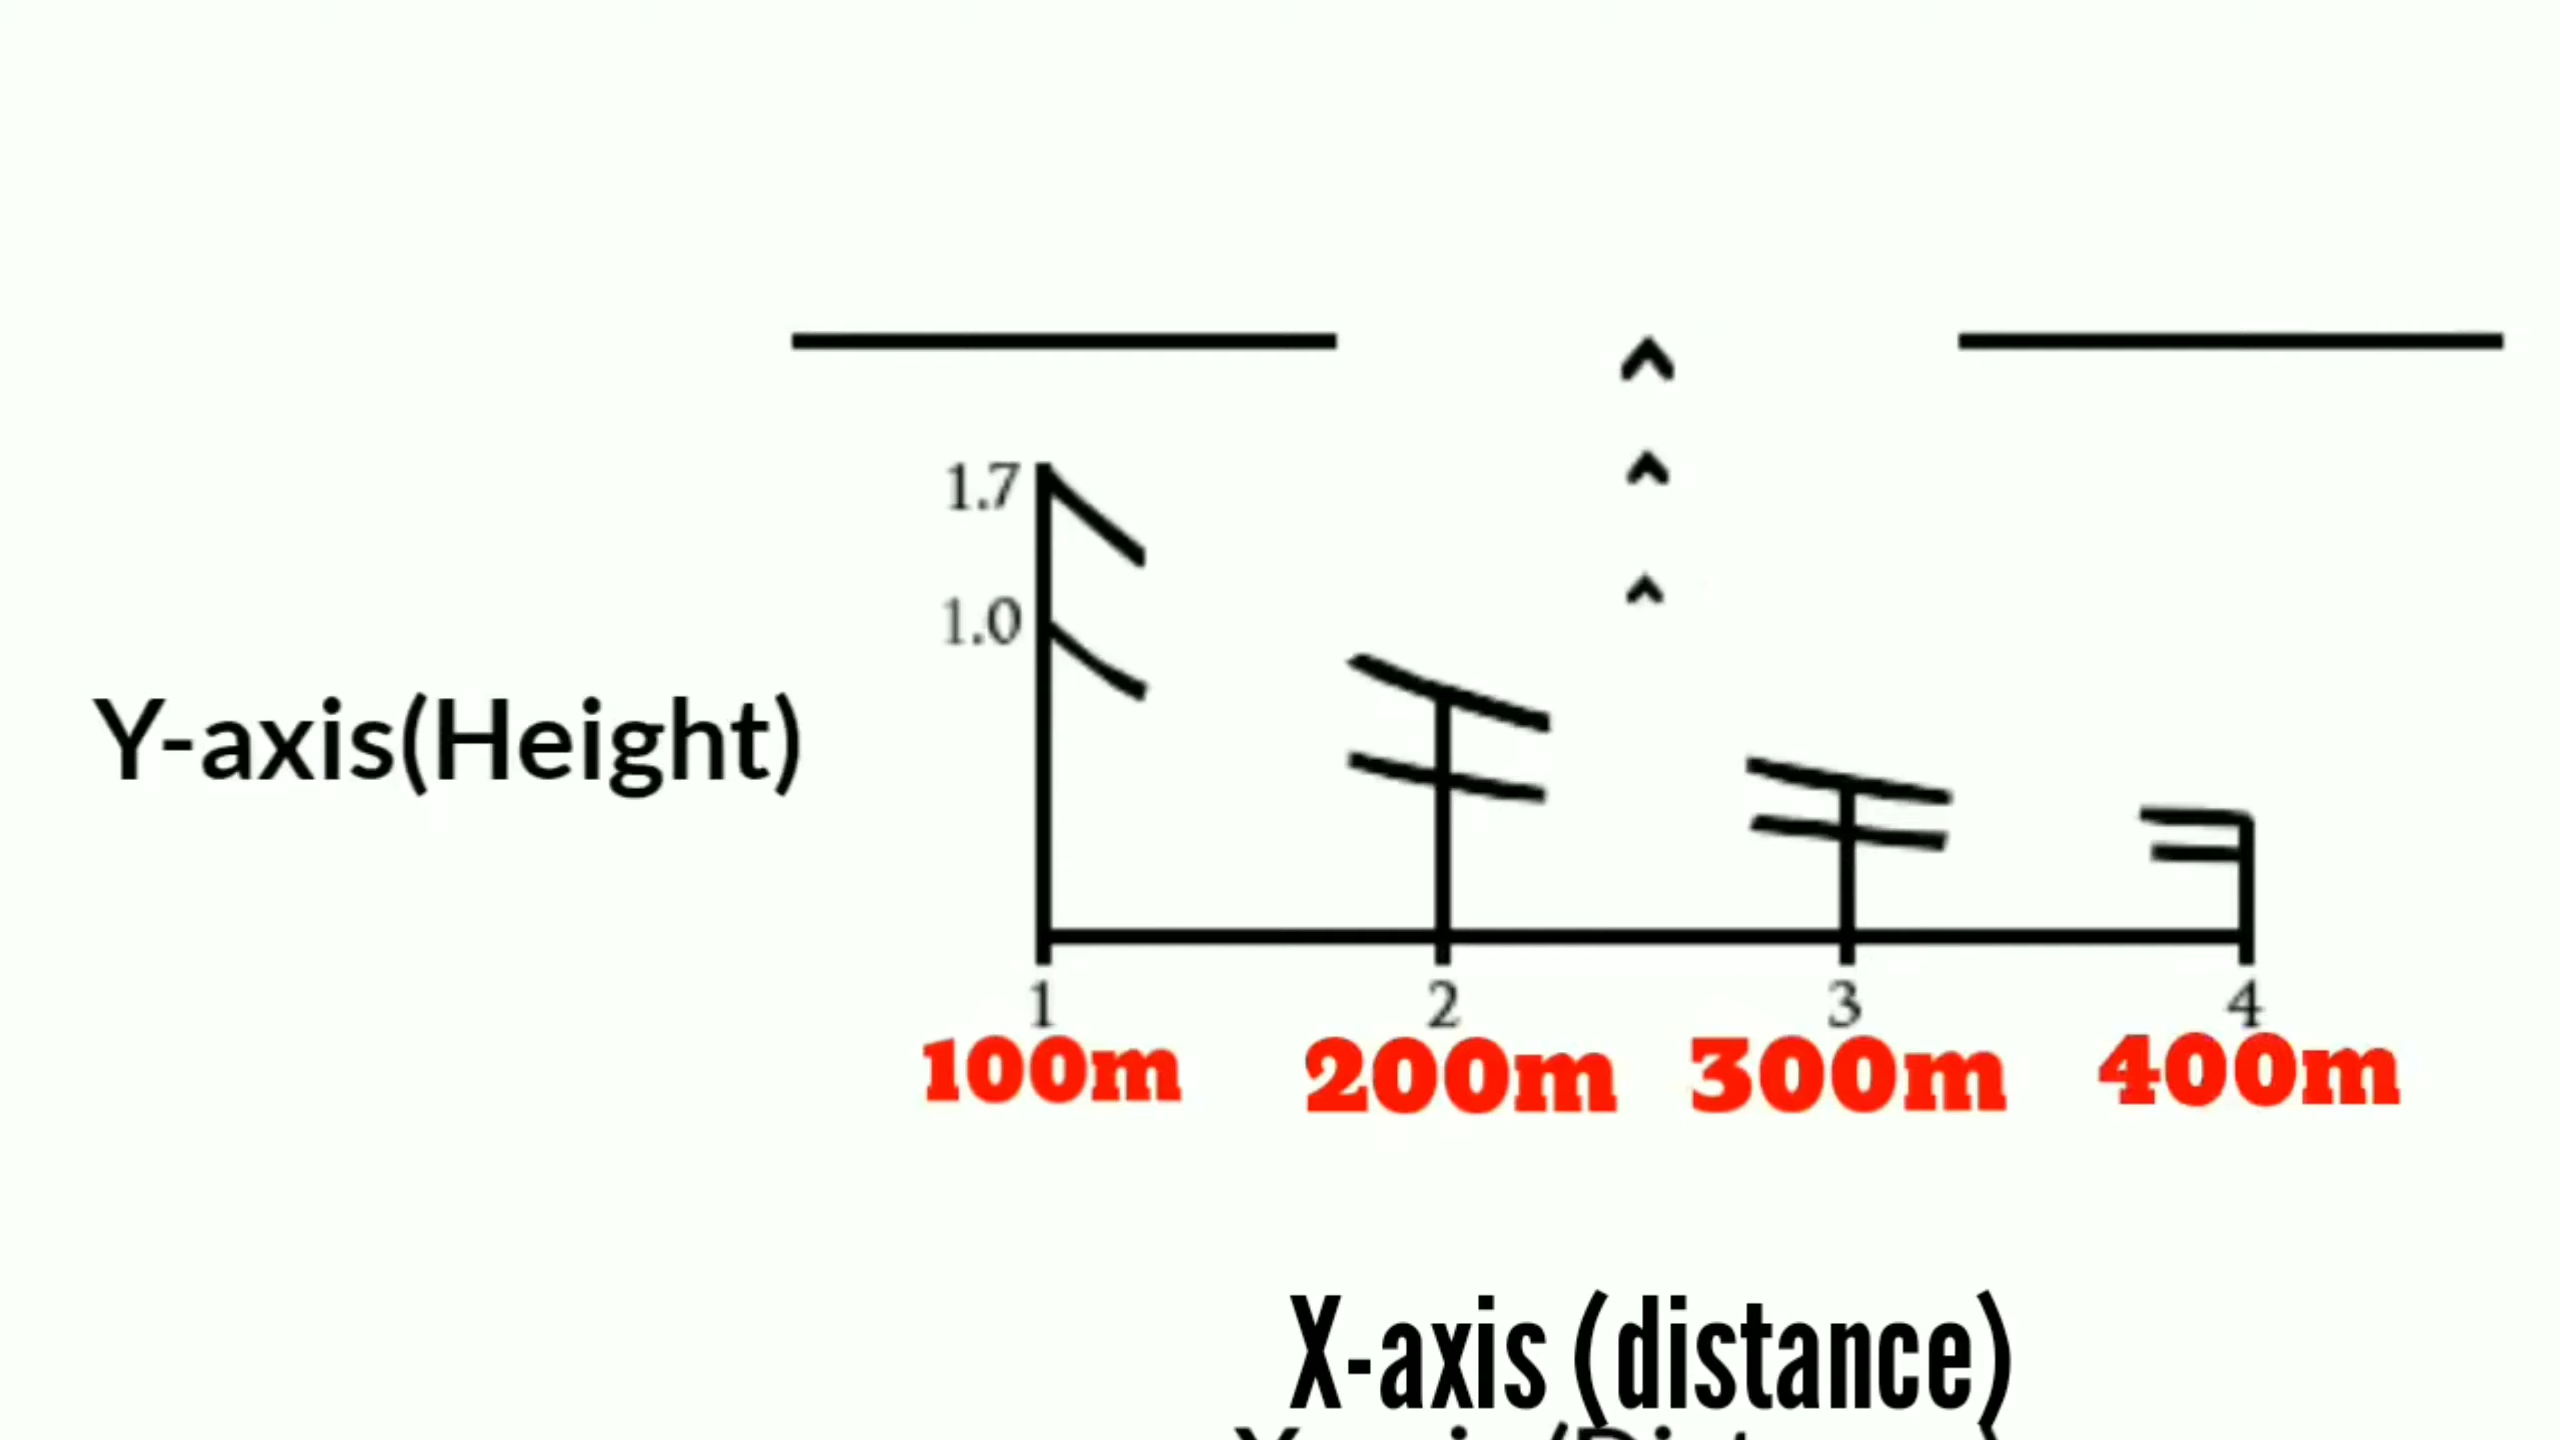 1.7
1.0
Y-axis(Height)
1 2 3 4
100m 200m 300m 400m
X-axis (distance)